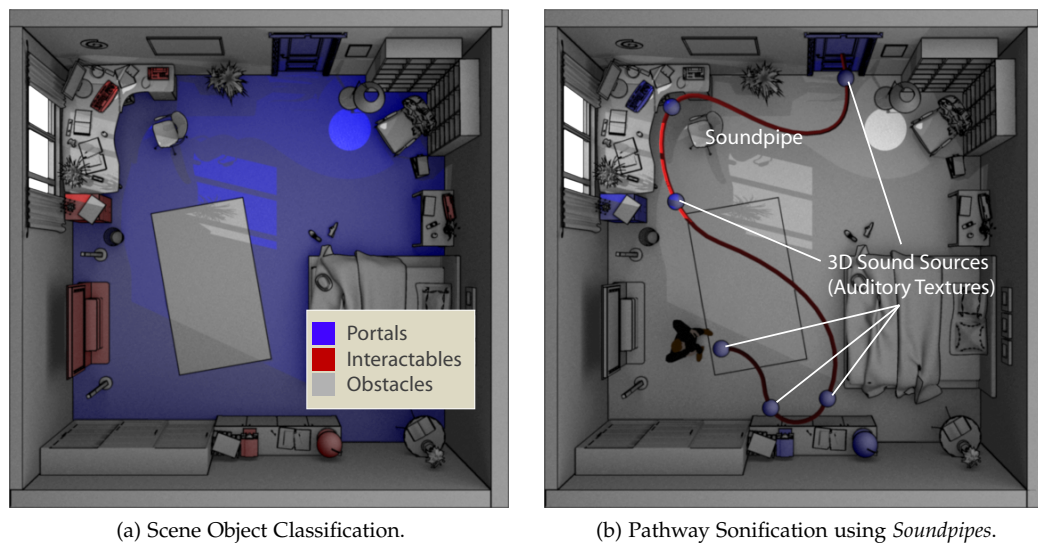 Portals
Interactables
Obstacles
Soundpipe
3D Sound Sources
(Auditory Textures)
(a) Scene Object Classification.
(b) Pathway Sonification using Soundpipes.